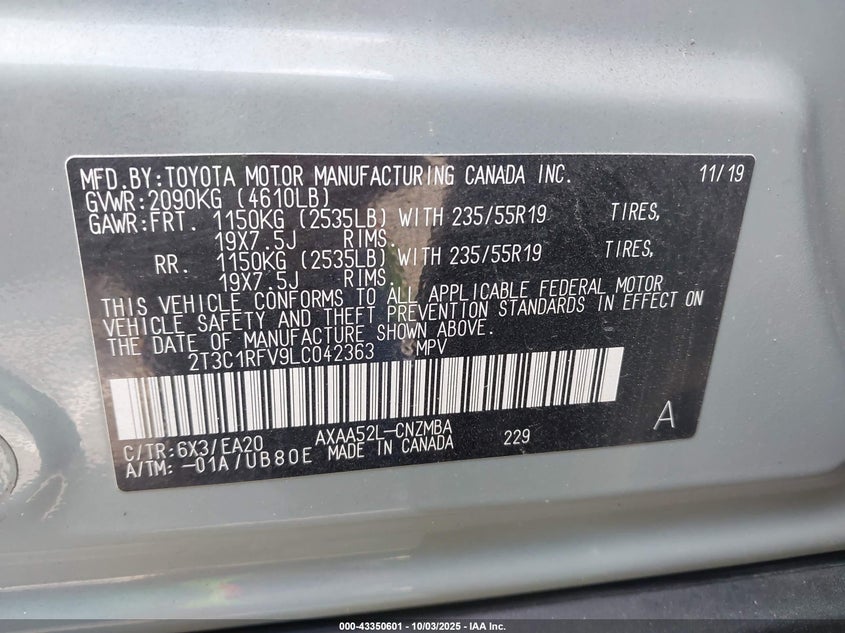 MFD.BY:TOYOTA MOTOR MANUFACTURING CANADA INC. 11/19
GVWR:2090KG (4610LB)
GAWR:FRT. 1150KG (2535LB) WITH 235/55R19 TIRES,
19X7.5J RIMS.
RR. 1150KG (2535LB) WITH 235/55R19 TIRES,
19X7.5J RIMS.
THIS VEHICLE CONFORMS TO ALL APPLICABLE FEDERAL MOTOR
VEHICLE SAFETY AND THEFT PREVENTION STANDARDS IN EFFECT ON
THE DATE OF MANUFACTURE SHOWN ABOVE.
2T3C1RFV9LC042363 MPV
C/TR:6X3/EA20 AXAA52L-CNZMBA A
A/TM:-01A/UB80E MADE IN CANADA 229
000-43350601 - 10/03/2025 - IAA Inc.